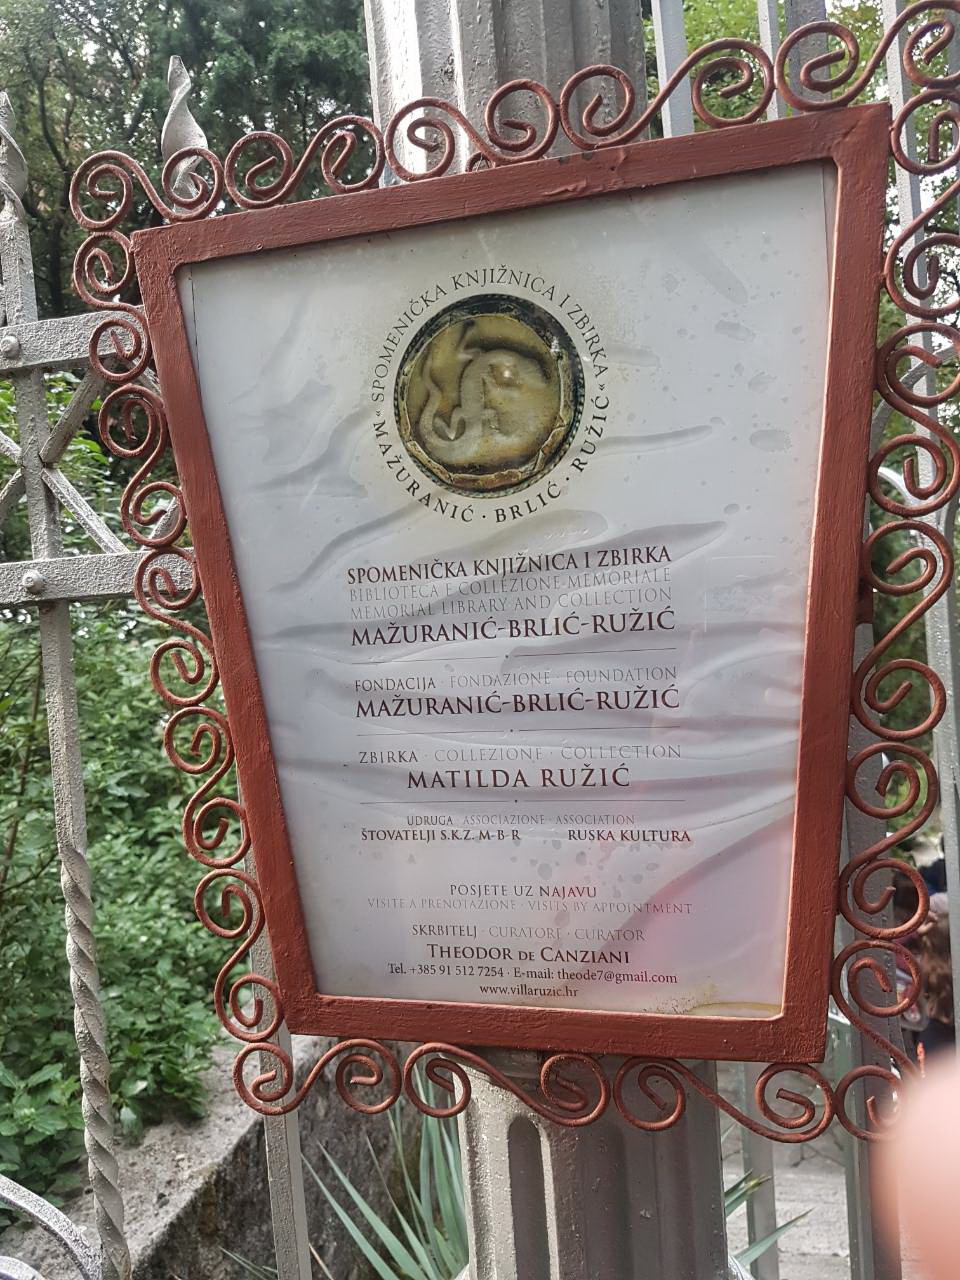 « SPOMENIČKA KNJIŽNICA I ZBIRKA »
MAŽURANIĆ · BRLIĆ · RUŽIĆ
SPOMENIČKA KNJIŽNICA I ZBIRKA
BIBLIOTECA E COLLEZIONE MEMORIALE
MEMORIAL LIBRARY AND COLLECTION
MAŽURANIĆ-BRLIĆ-RUŽIĆ
FONDACIJA · FONDAZIONE · FOUNDATION
MAŽURANIĆ-BRLIĆ-RUŽIĆ
ZBIRKA · COLLEZIONE · COLLECTION
MATILDA RUŽIĆ
UDRUGA · ASSOCIAZIONE · ASSOCIATION
ŠTOVATELJI S.K.Z. M-B-R RUSKA KULTURA
POSJETE UZ NAJAVU
VISITE A PRENOTAZIONE · VISITS BY APPOINTMENT
SKRBITELJ · CURATORE · CURATOR
THEODOR DE CANZIANI
Tel. +385 91 512 7254 · E-mail: theode7@gmail.com
www.villaruzic.hr